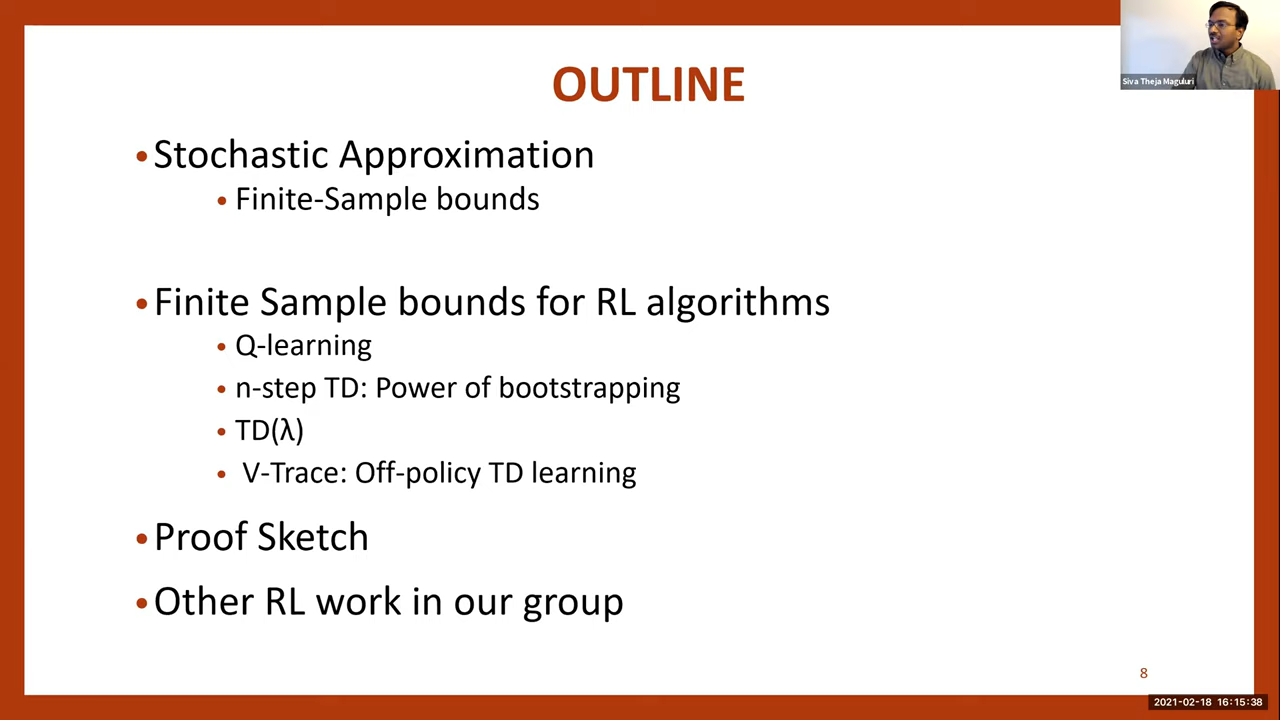 OUTLINE
Siva Theja Maguluri
•Stochastic Approximation
• Finite-Sample bounds
•Finite Sample bounds for RL algorithms
• Q-learning
• n-step TD: Power of bootstrapping
• TD(λ)
• V-Trace: Off-policy TD learning
•Proof Sketch
•Other RL work in our group
8
2021-02-18 16:15:38